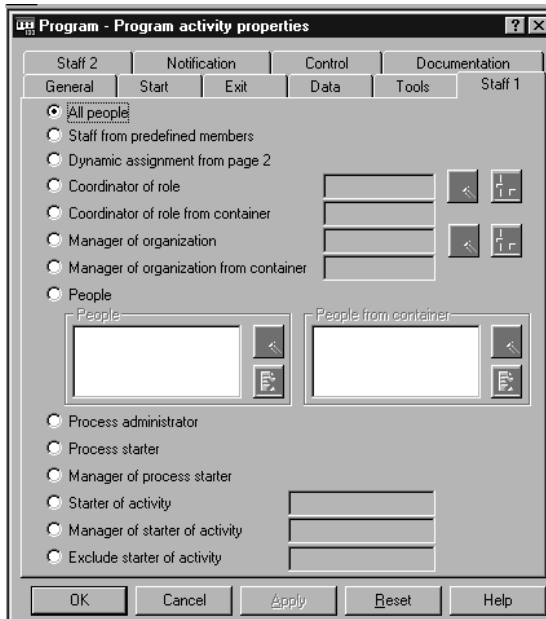 Program - Program activity properties
Staff 2 Notification Control Documentation
General Start Exit Data Tools Staff 1
All people
Staff from predefined members
Dynamic assignment from page 2
Coordinator of role
Coordinator of role from container
Manager of organization
Manager of organization from container
People
People People from container
Process administrator
Process starter
Manager of process starter
Starter of activity
Manager of starter of activity
Exclude starter of activity
OK Cancel Apply Reset Help